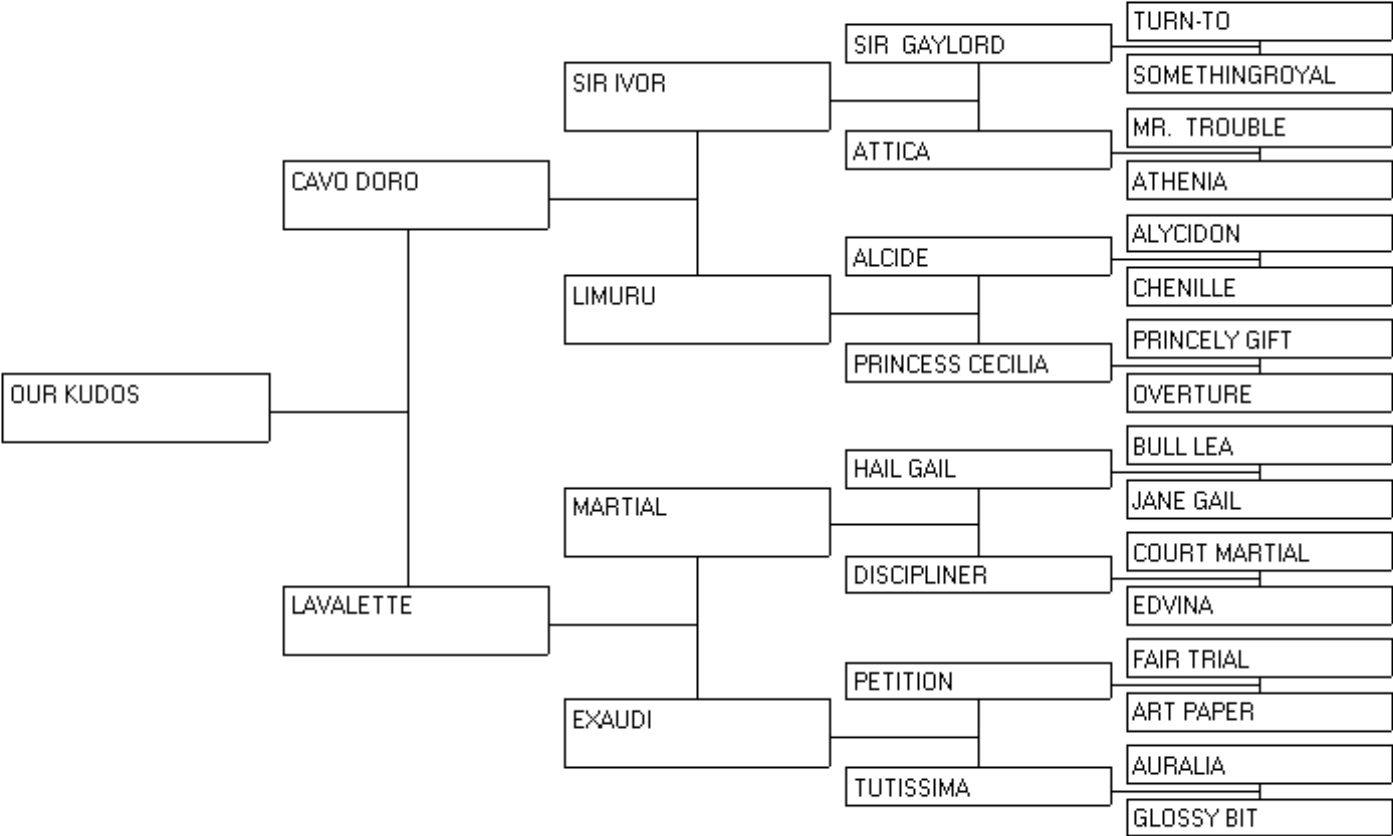 TURN-TO
SIR GAYLORD
SOMETHINGROYAL
SIR IVOR
MR. TROUBLE
ATTICA
ATHENIA
CAVO DORO
ALYCIDON
ALCIDE
CHENILLE
LIMURU
PRINCELY GIFT
PRINCESS CECILIA
OVERTURE
OUR KUDOS
BULL LEA
HAIL GAIL
JANE GAIL
MARTIAL
COURT MARTIAL
DISCIPLINER
EDVINA
LAVALETTE
FAIR TRIAL
PETITION
ART PAPER
EXAUDI
AURALIA
TUTISSIMA
GLOSSY BIT